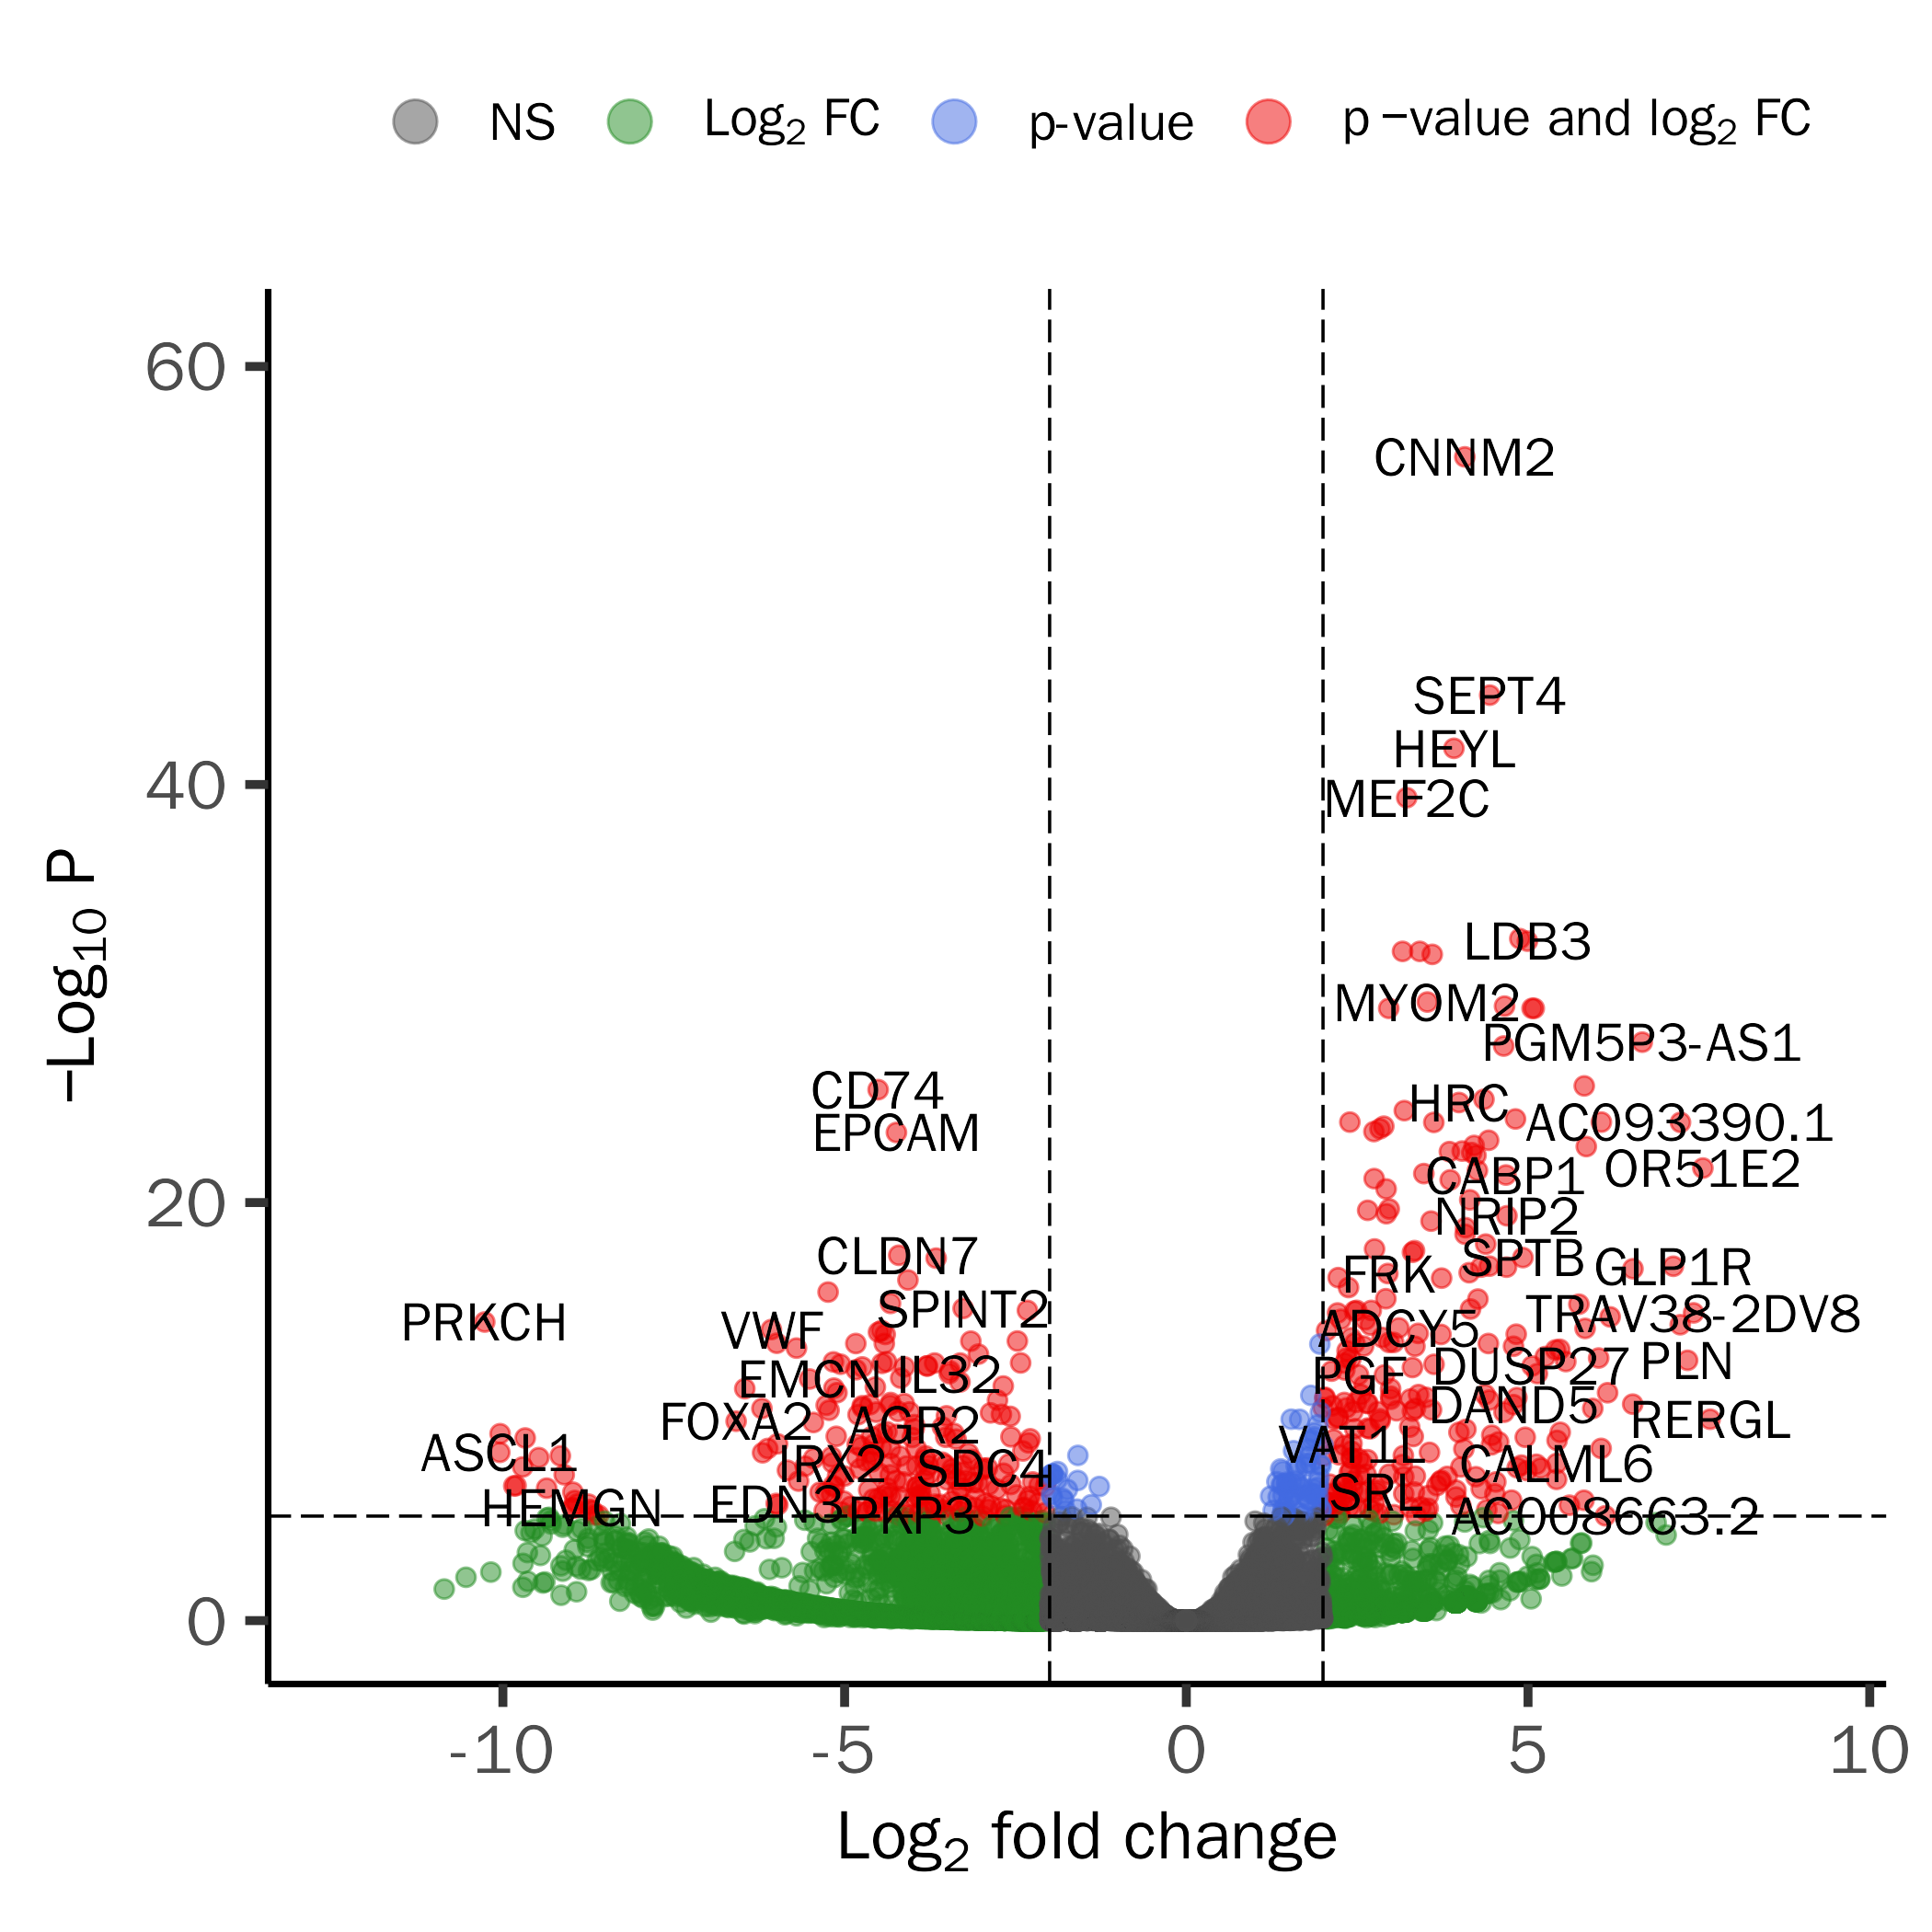 NS Log2 FC p-value p −value and log2 FC
60
CNNM2
SEPT4
HEYL
40
MEF2C
LDB3
MYOM2
PGM5P3-AS1
CD74
HRC
EPCAM
AC093390.1
CABP1
OR51E2
20
NRIP2
CLDN7
SPTB
GLP1R
FRK
SPINT2
TRAV38-2DV8
PRKCH
VWF
ADCY5
EMCN
IL32
PGF
DUSP27
PLN
DAND5
FOXA2
AGR2
RERGL
VAT1L
ASCL1
IRX2
SDC4
CALML6
SRL
HEMGN
EDN3
PKP3
AC008663.2
0
−Log10 P
-10 -5 0 5 10
Log2 fold change